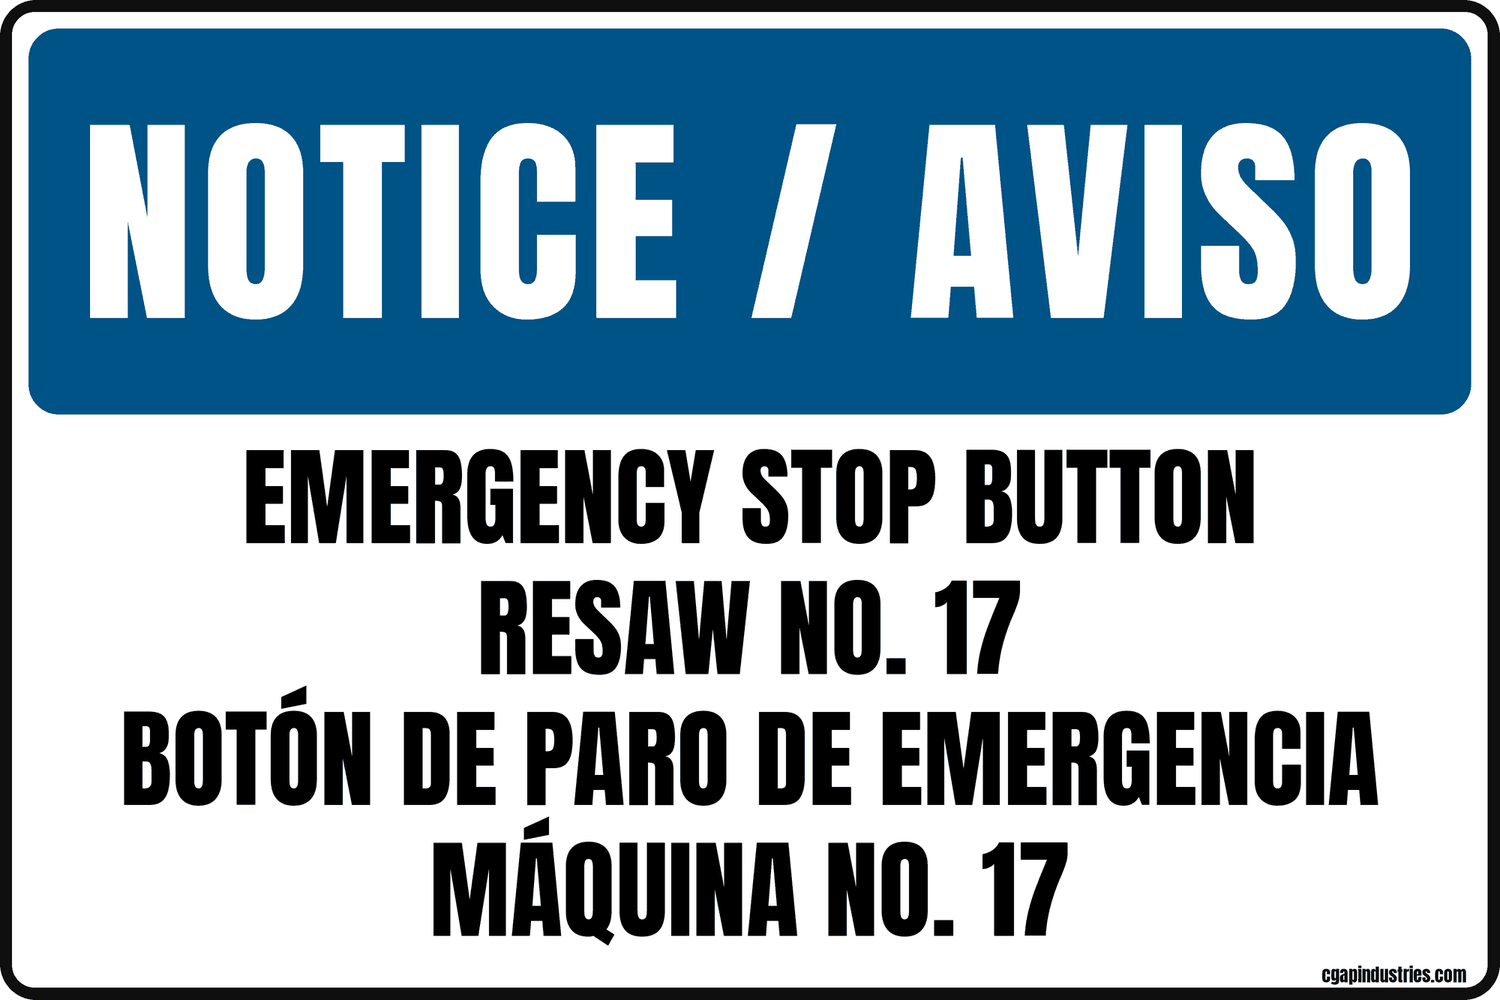 NOTICE / AVISO
EMERGENCY STOP BUTTON
RESAW NO. 17
BOTÓN DE PARO DE EMERGENCIA
MÁQUINA NO. 17
cgapindustries.com